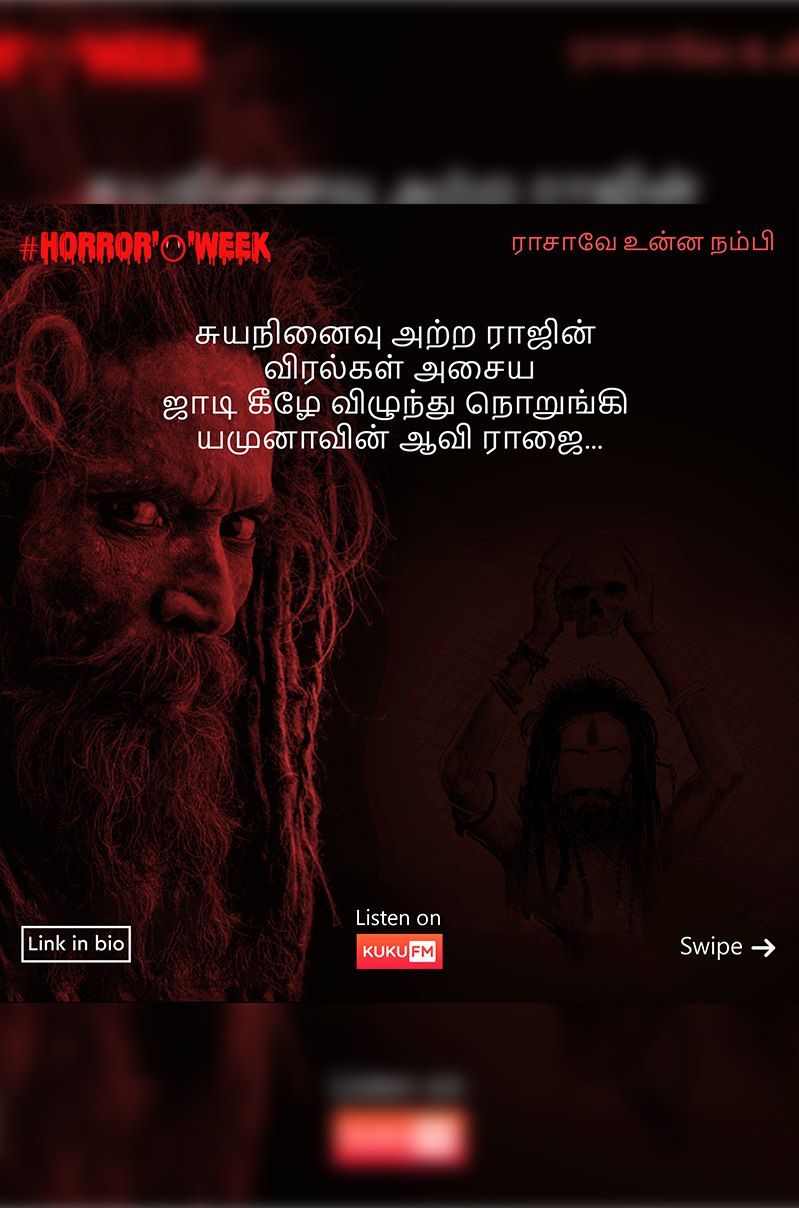 #HORROR'O'WEEK
ராசாவே உன்ன நம்பி
சுயநினைவு அற்ற ராஜின்
விரல்கள் அசைய
ஜாடி கீழே விழுந்து நொறுங்கி
யமுனாவின் ஆவி ராஜை...
Link in bio
Listen on
KUKU FM
Swipe →